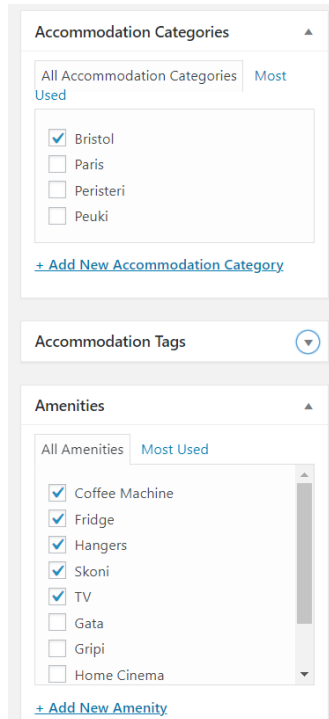 Accommodation Categories
All Accommodation Categories Most
Used
Bristol
Paris
Peristeri
Peuki
+ Add New Accommodation Category
Accommodation Tags
Amenities
All Amenities Most Used
Coffee Machine
Fridge
Hangers
Skoni
TV
Gata
Gripi
Home Cinema
+ Add New Amenity